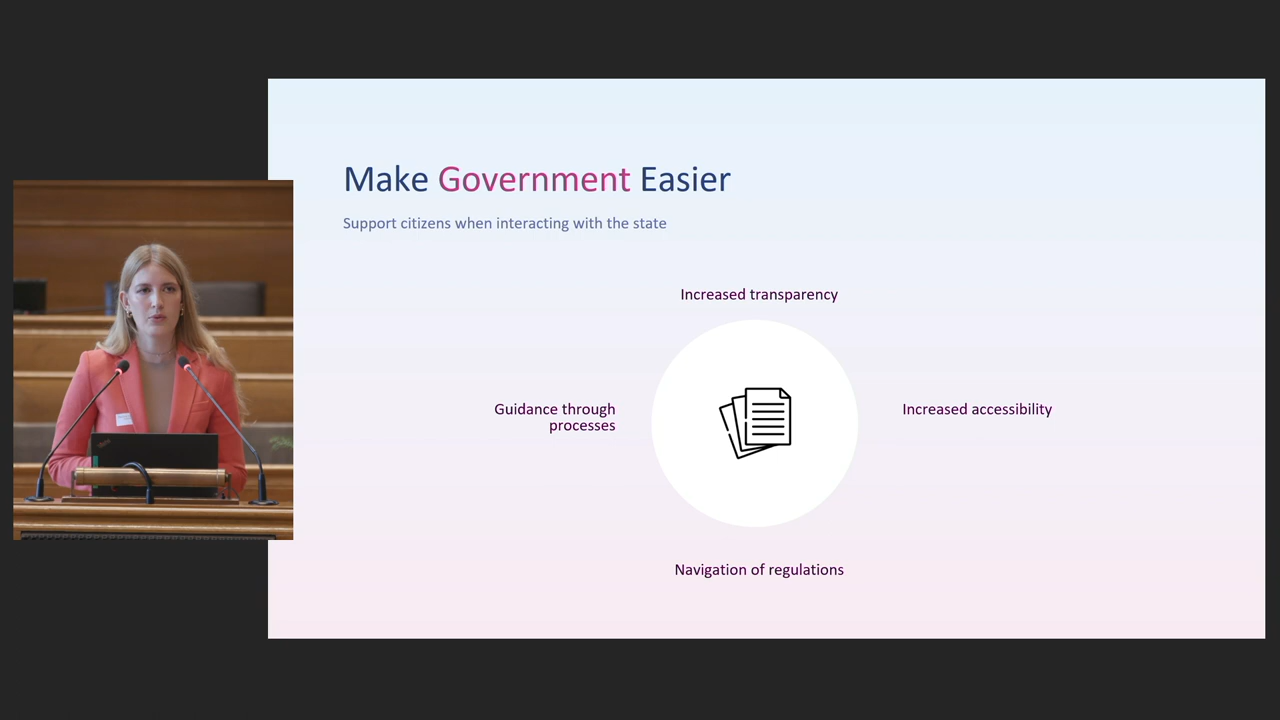 Make Government Easier
Support citizens when interacting with the state
Increased transparency
Guidance through
processes
Increased accessibility
Navigation of regulations